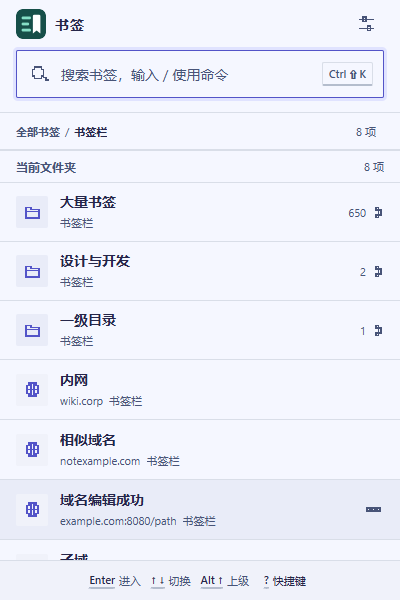 书签
搜索书签，输入 / 使用命令 Ctrl ⇧ K
全部书签 / 书签栏 8 项
当前文件夹 8 项
大量书签 650
书签栏
设计与开发 2
书签栏
一级目录 1
书签栏
内网
wiki.corp 书签栏
相似域名
notexample.com 书签栏
域名编辑成功
example.com:8080/path 书签栏
子域
Enter 进入 ↑ ↓ 切换 Alt ↑ 上级 ? 快捷键